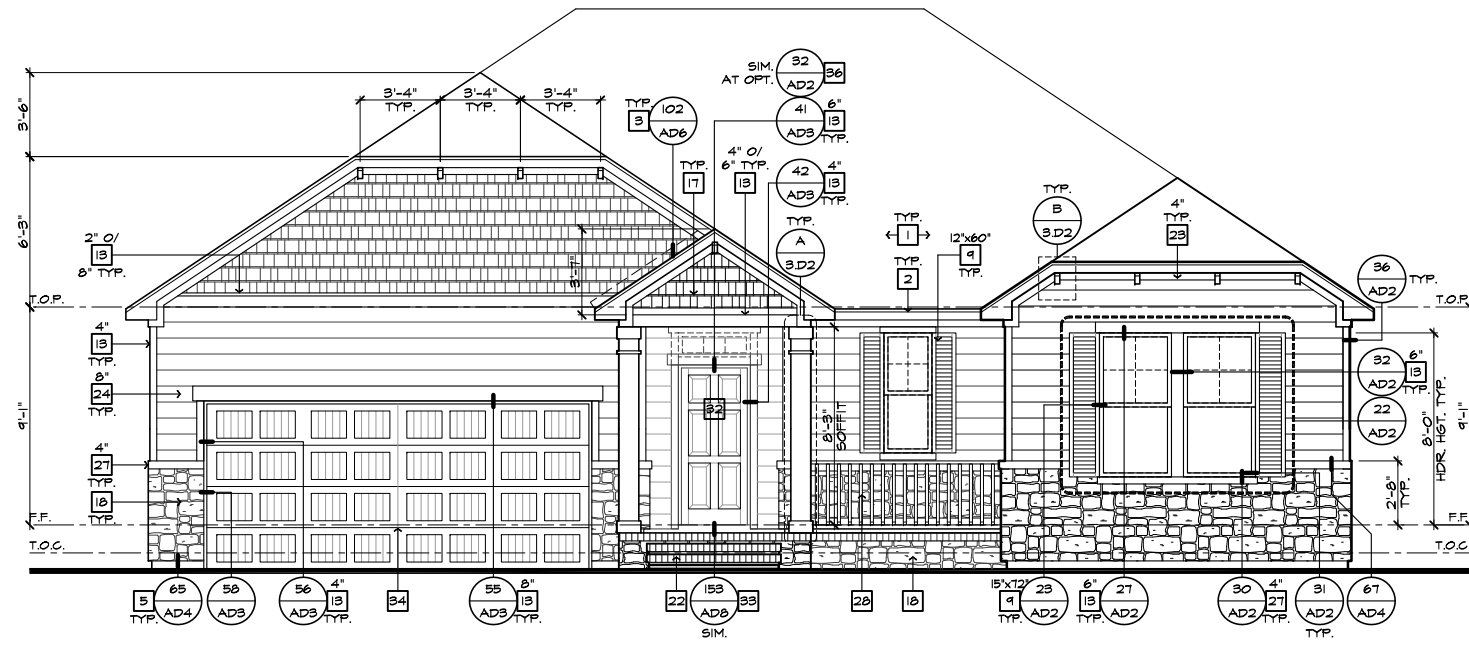 SIM.
AT OPT.
32
AD2
36
3'-6"
3'-4"
TYP.
3'-4"
TYP.
3'-4"
TYP.
TYP.
3
102
AD6
41
AD3
6"
13
TYP.
4" O/
6" TYP.
13
TYP.
17
42
AD3
4"
13
TYP.
TYP.
A
3.D2
TYP.
1
TYP.
2
12"x60"
9
TYP.
TYP.
B
3.D2
4"
TYP.
23
6'-3"
2" O/
13
8" TYP.
3'-7"
36
AD2
TYP.
T.O.P.
T.O.P.
4"
13
TYP.
8"
24
TYP.
9'-1"
4"
27
TYP.
18
TYP.
32
8'-3"
SOFFIT
32
AD2
6"
13
TYP.
22
AD2
8'-0"
HDR. HGT. TYP.
9'-1"
2'-8"
TYP.
F.F.
F.F.
T.O.C.
T.O.C.
5
TYP.
65
AD4
58
AD3
56
AD3
4"
13
TYP.
34
55
AD3
8"
13
TYP.
22
153
AD8
SIM.
33
28
18
15"x72"
9
TYP.
23
AD2
6"
13
TYP.
27
AD2
30
AD2
4"
27
TYP.
31
AD2
TYP.
67
AD4